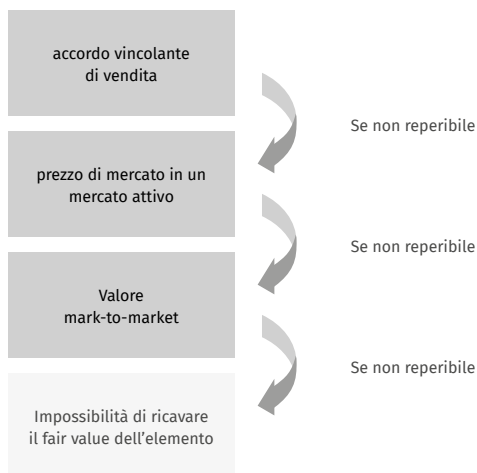 accordo vincolante
di vendita
Se non reperibile
prezzo di mercato in un
mercato attivo
Se non reperibile
Valore
mark-to-market
Se non reperibile
Impossibilità di ricavare
il fair value dell'elemento